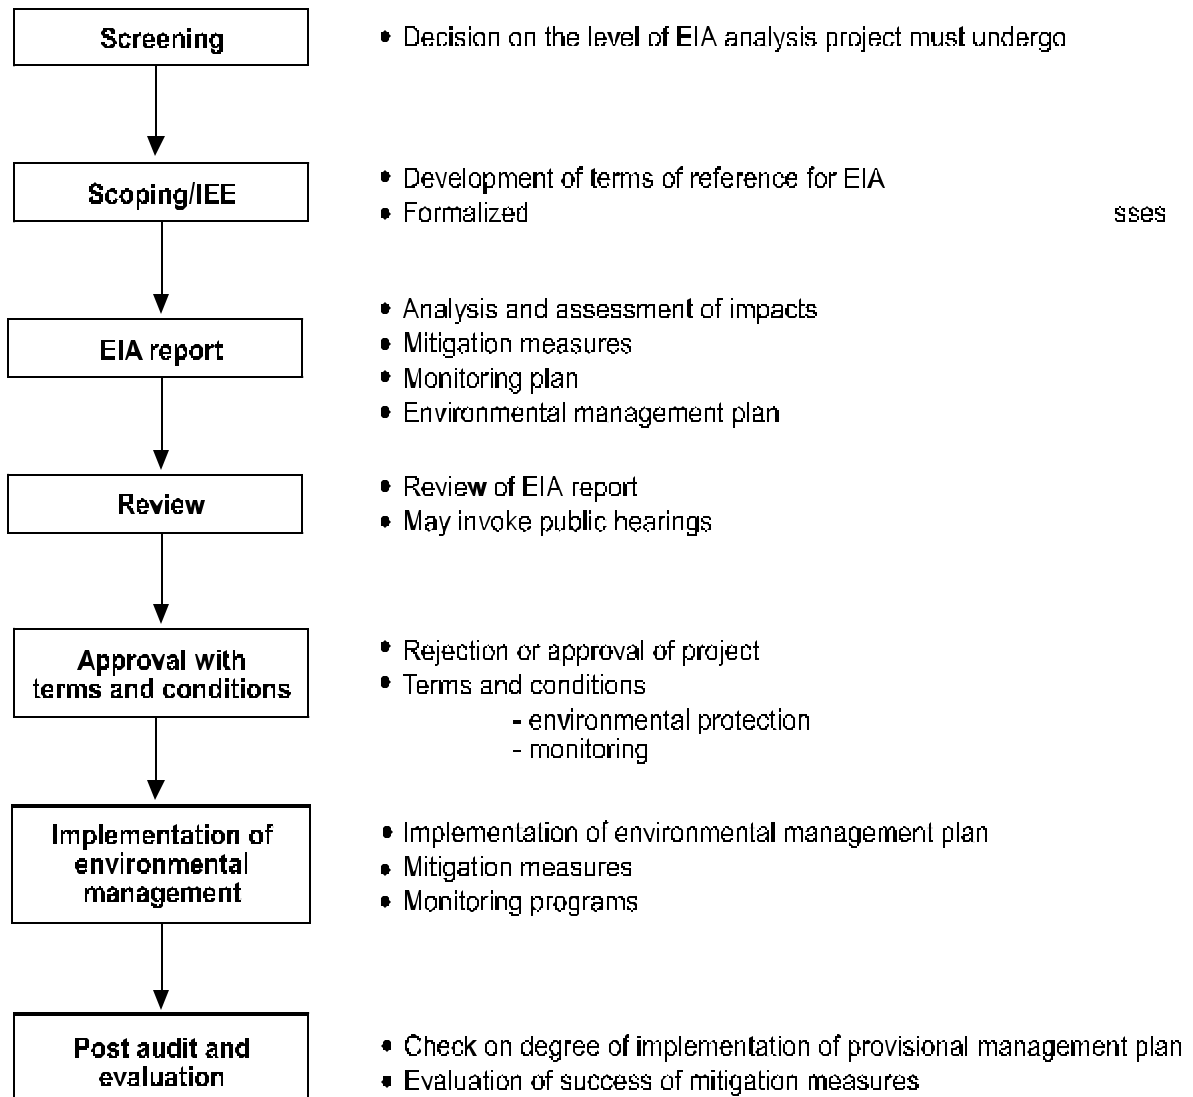 Screening
• Decision on the level of EIA analysis project must undergo
Scoping/IEE
• Development of terms of reference for EIA
• Formalized sses
EIA report
• Analysis and assessment of impacts
• Mitigation measures
• Monitoring plan
• Environmental management plan
Review
• Review of EIA report
• May invoke public hearings
Approval with
terms and conditions
• Rejection or approval of project
• Terms and conditions
- environmental protection
- monitoring
Implementation of
environmental
management
• Implementation of environmental management plan
• Mitigation measures
• Monitoring programs
Post audit and
evaluation
• Check on degree of implementation of provisional management plan
• Evaluation of success of mitigation measures